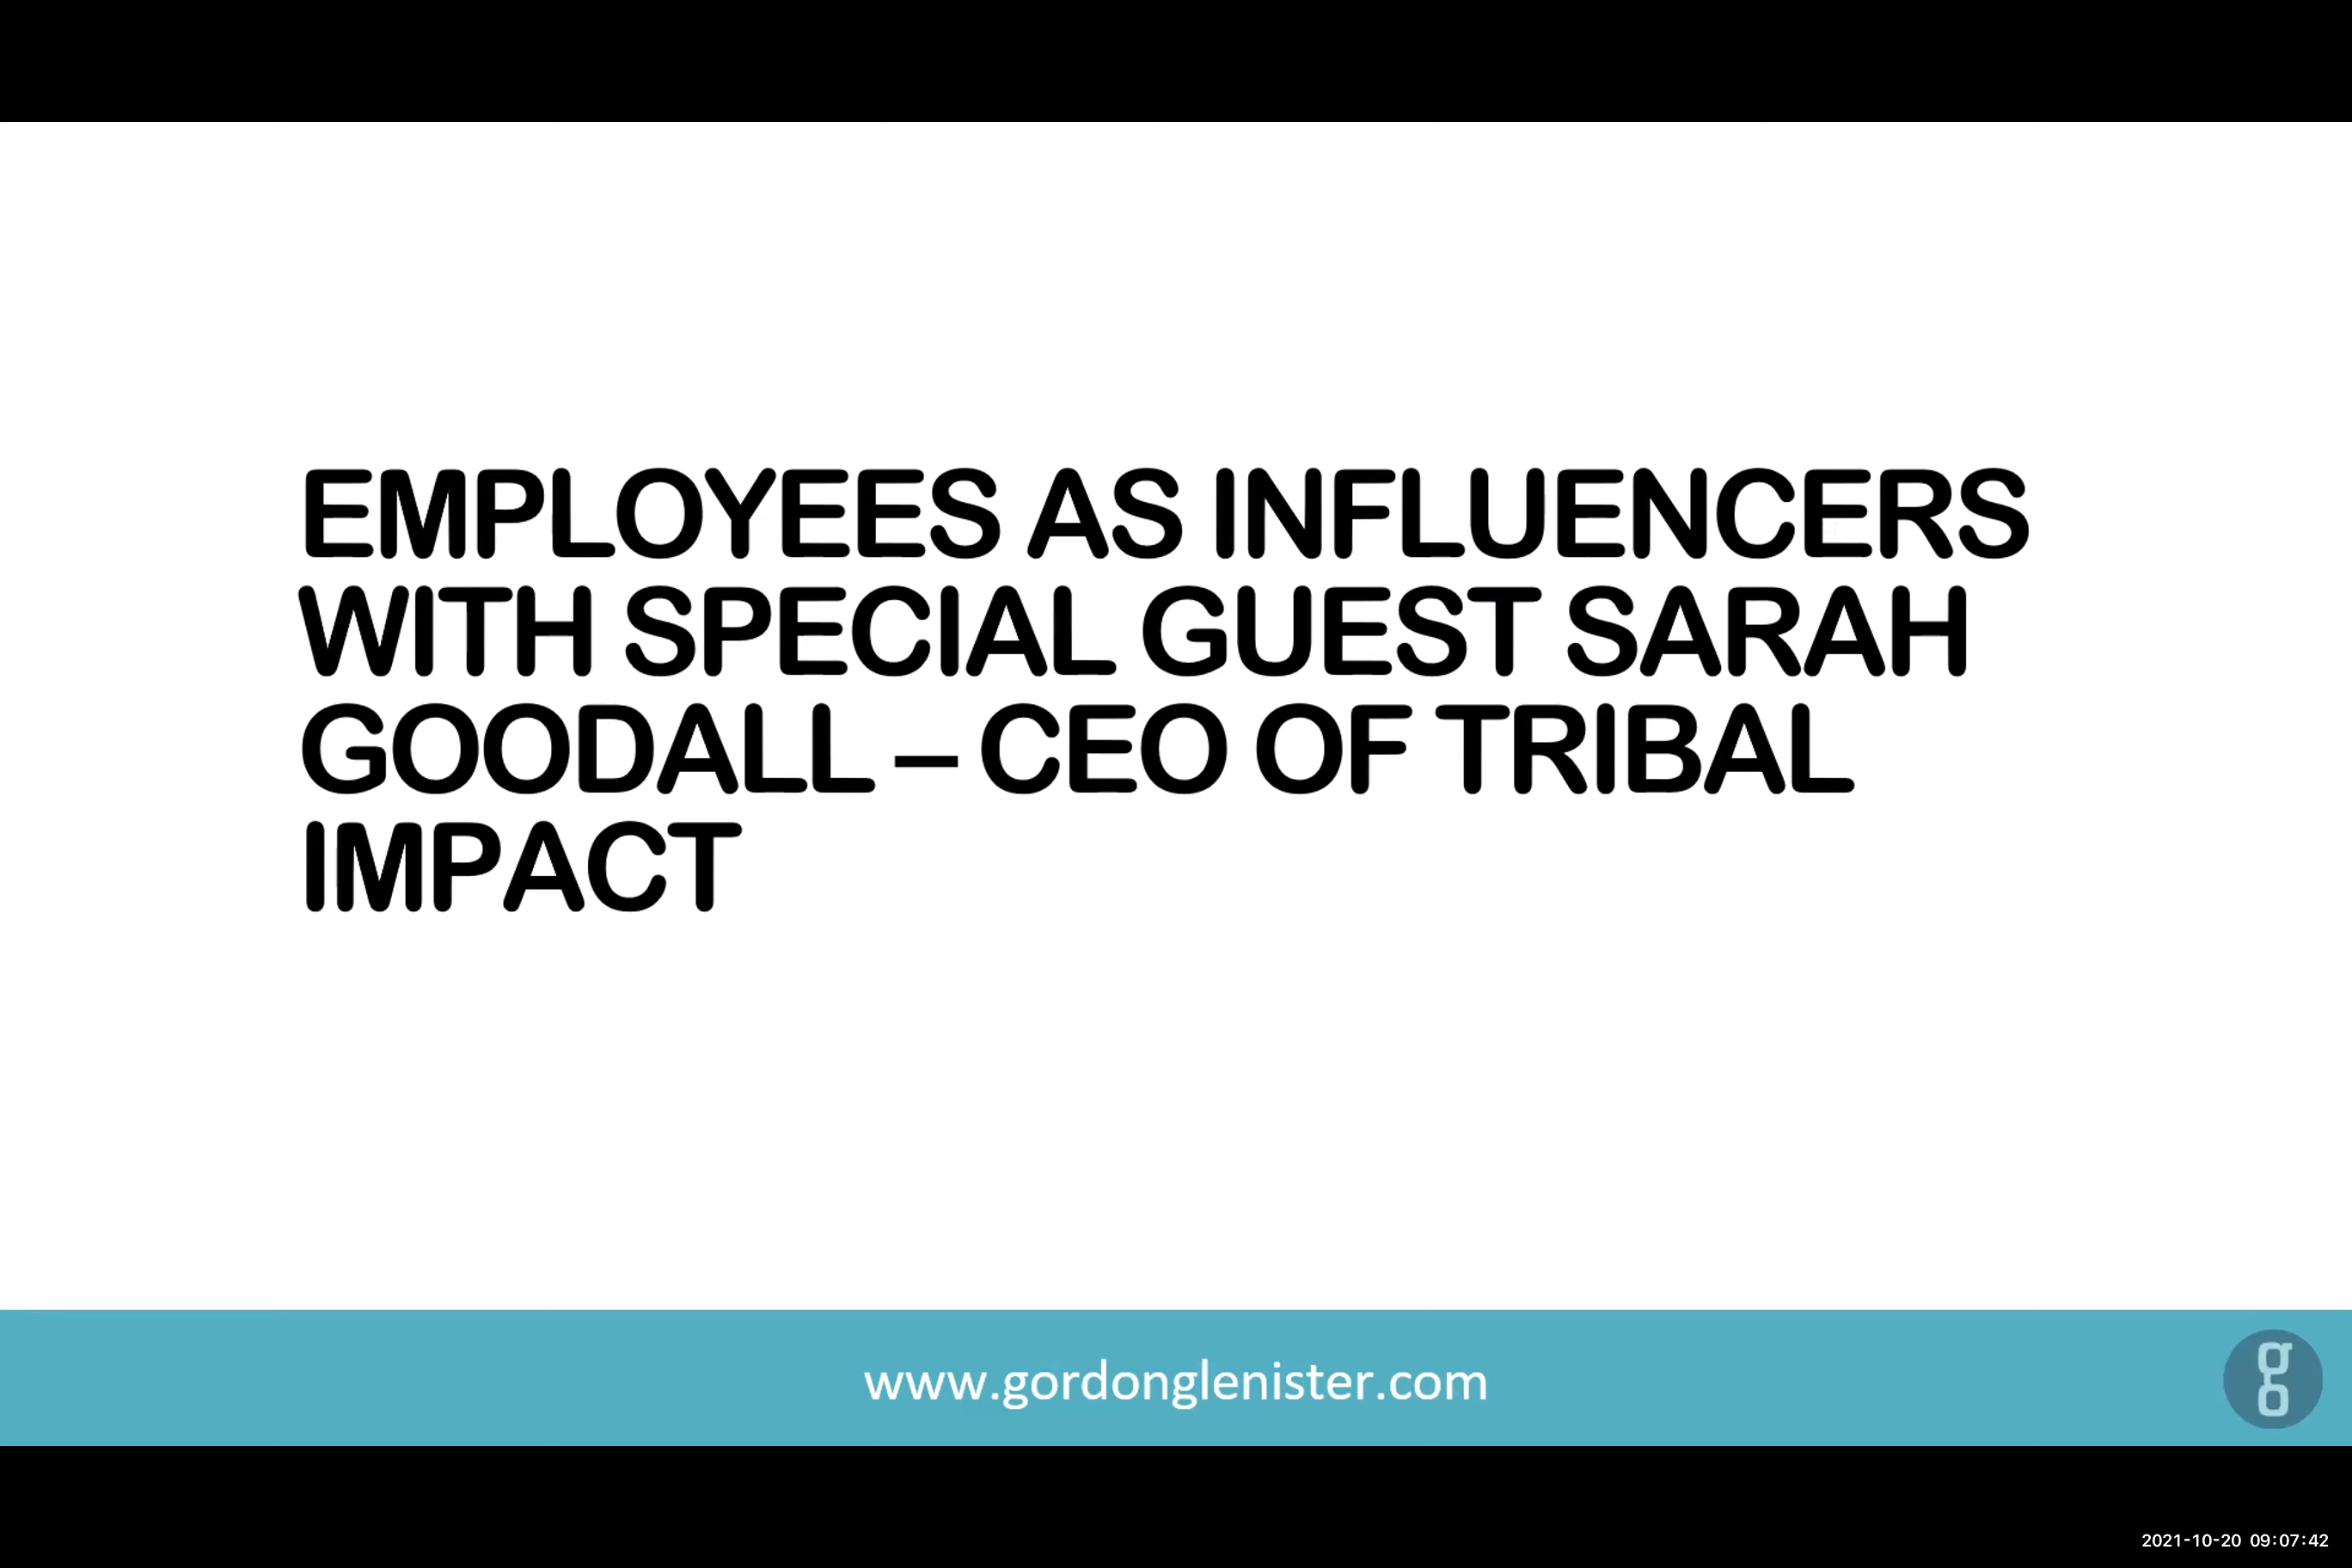 EMPLOYEES AS INFLUENCERS
WITH SPECIAL GUEST SARAH
GOODALL – CEO OF TRIBAL
IMPACT
www.gordonglenister.com
g
2021-10-20 09:07:42